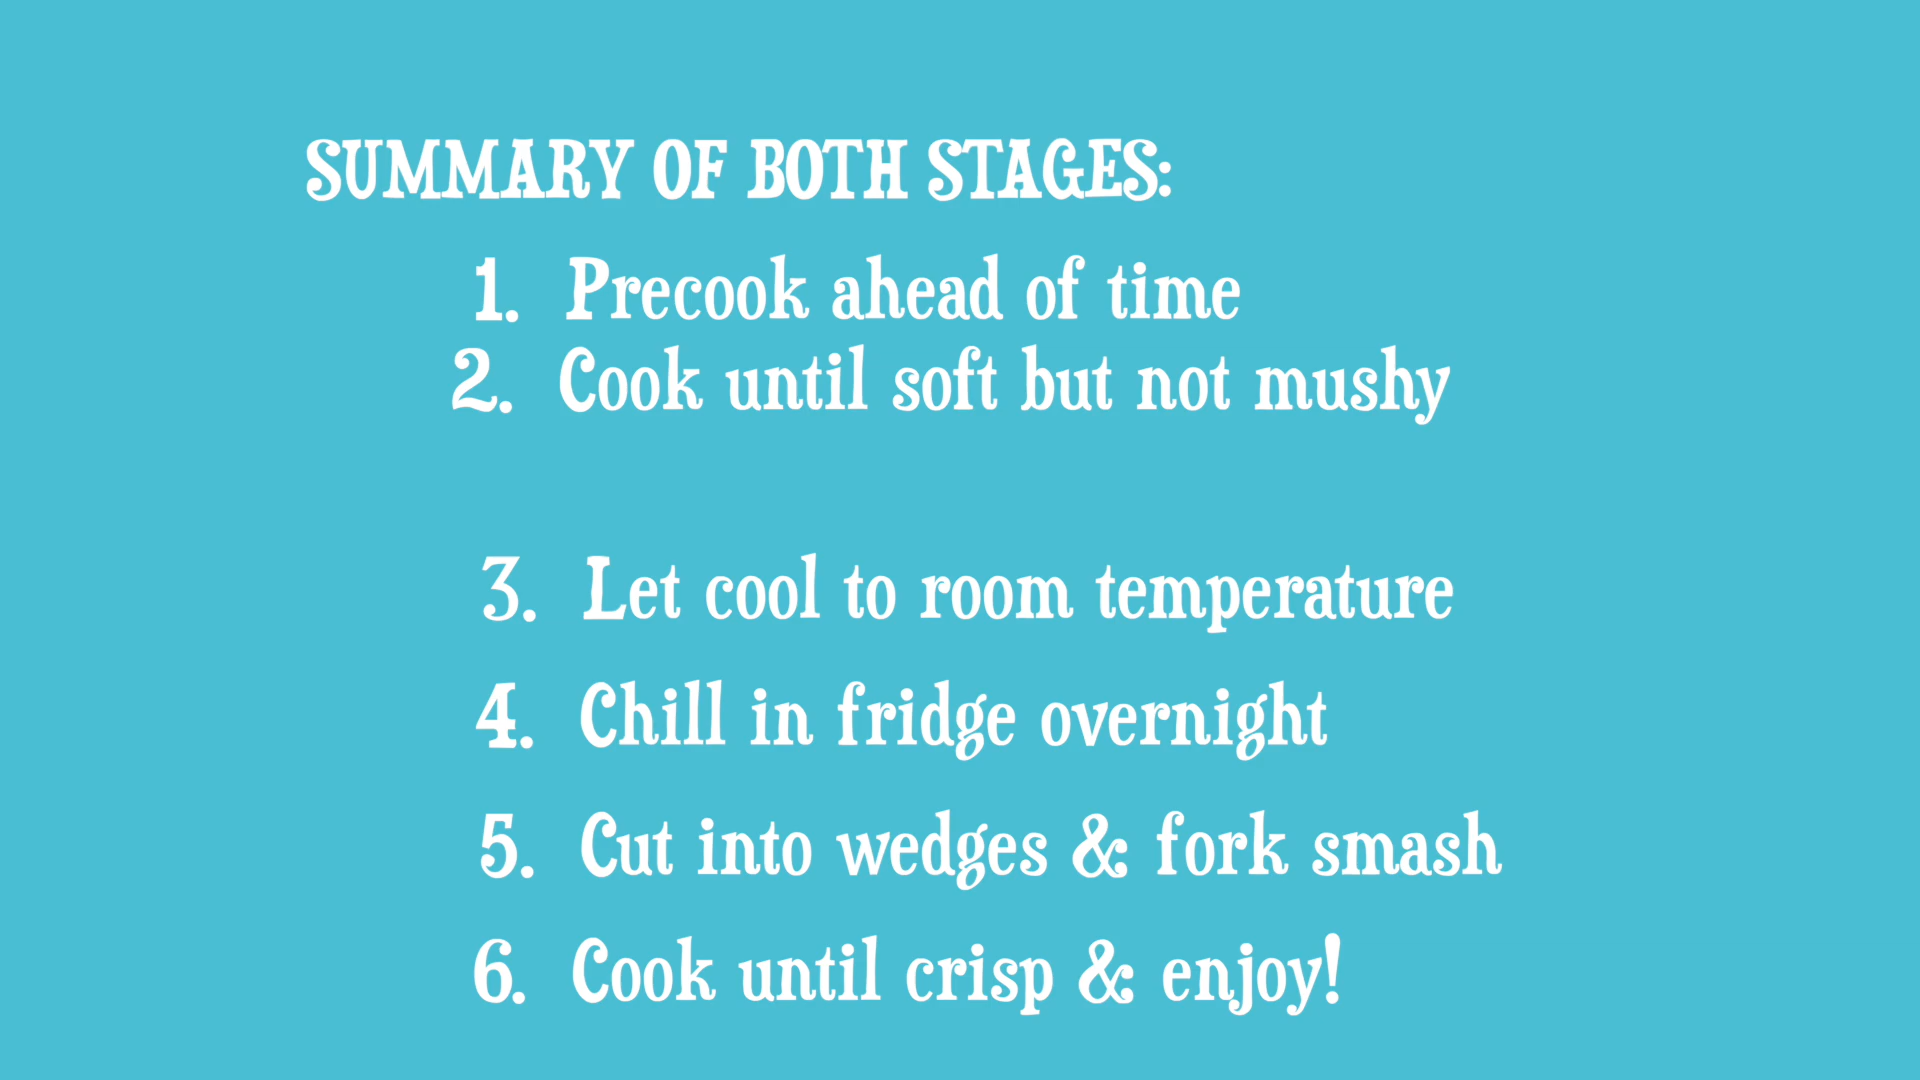 SUMMARY OF BOTH STAGES:
1. Precook ahead of time
2. Cook until soft but not mushy
3. Let cool to room temperature
4. Chill in fridge overnight
5. Cut into wedges & fork smash
6. Cook until crisp & enjoy!